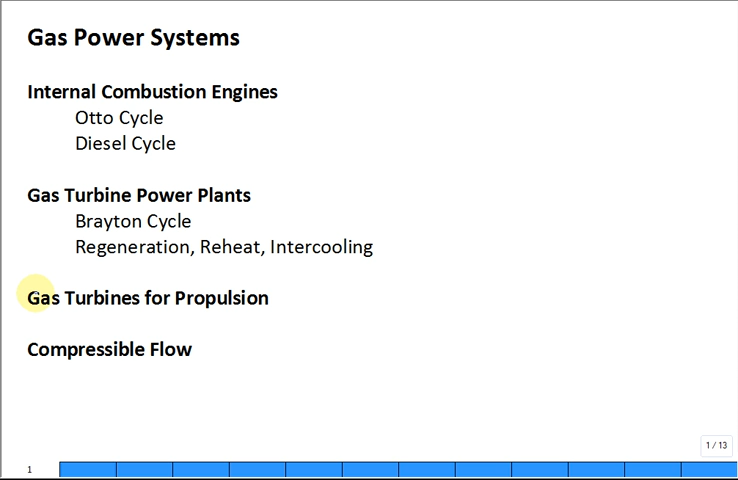 Gas Power Systems
Internal Combustion Engines
Otto Cycle
Diesel Cycle
Gas Turbine Power Plants
Brayton Cycle
Regeneration, Reheat, Intercooling
Gas Turbines for Propulsion
Compressible Flow
1 / 13
1